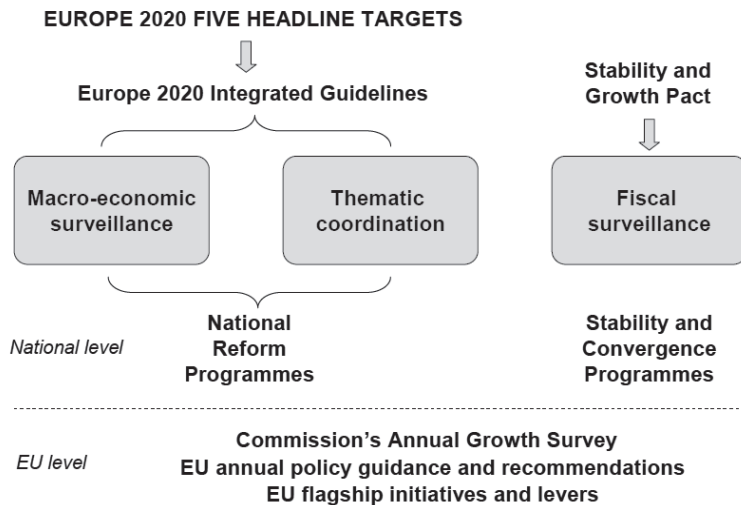 EUROPE 2020 FIVE HEADLINE TARGETS
Europe 2020 Integrated Guidelines
Stability and
Growth Pact
Macro-economic
surveillance
Thematic
coordination
Fiscal
surveillance
National level
National
Reform
Programmes
Stability and
Convergence
Programmes
EU level
Commission's Annual Growth Survey
EU annual policy guidance and recommendations
EU flagship initiatives and levers